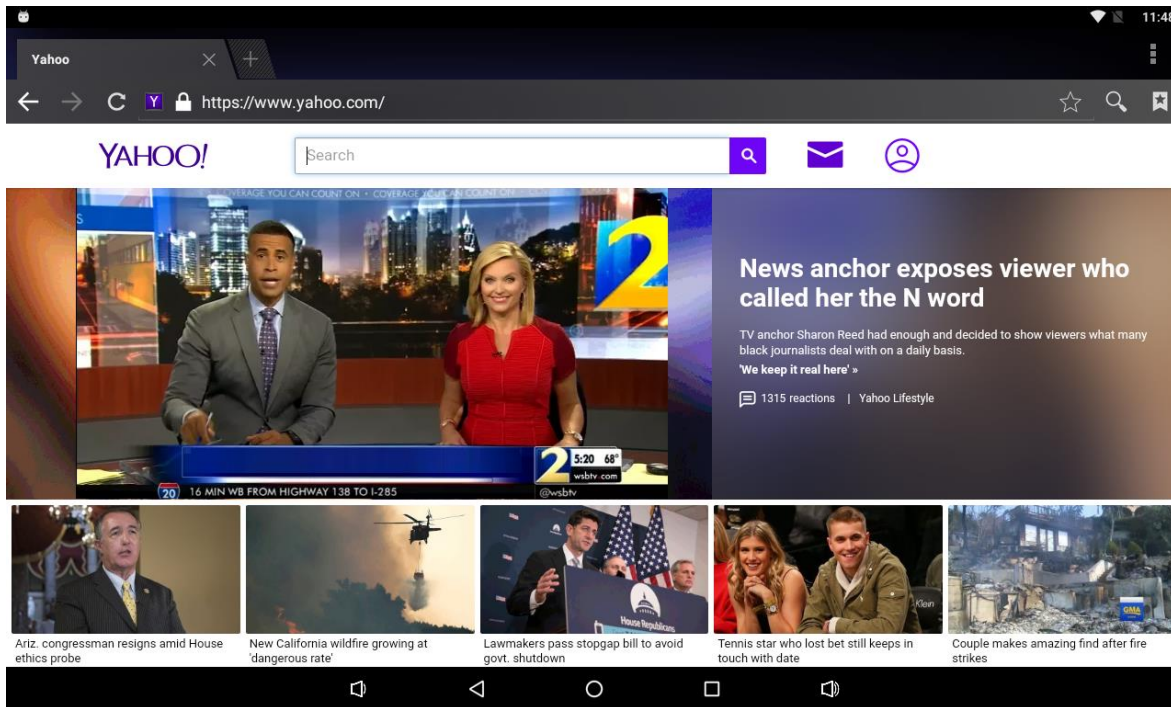 11:48
Yahoo
Y https://www.yahoo.com/
YAHOO!
Search
COVERAGE YOU CAN COUNT ON • COVERAGE YOU CAN COUNT ON
S
2
News anchor exposes viewer who
called her the N word
TV anchor Sharon Reed had enough and decided to show viewers what many
black journalists deal with on a daily basis.
'We keep it real here' »
1315 reactions | Yahoo Lifestyle
2 5:20 68°
wsbtv.com
20 16 MIN WB FROM HIGHWAY 138 TO I-285
@wsbtv
House Republicans
Klein
GMA
Ariz. congressman resigns amid House
ethics probe
New California wildfire growing at
'dangerous rate'
Lawmakers pass stopgap bill to avoid
govt. shutdown
Tennis star who lost bet still keeps in
touch with date
Couple makes amazing find after fire
strikes